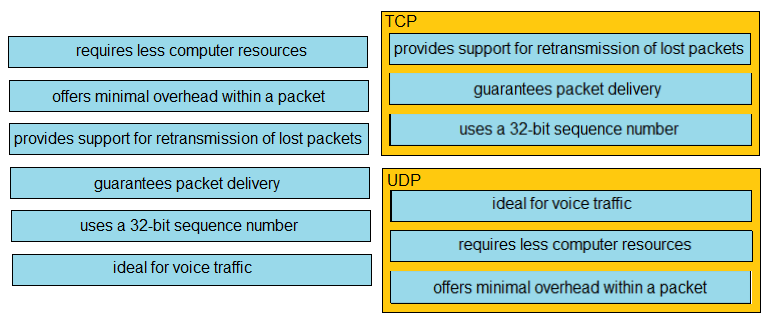 requires less computer resources
offers minimal overhead within a packet
provides support for retransmission of lost packets
guarantees packet delivery
uses a 32-bit sequence number
ideal for voice traffic
TCP
provides support for retransmission of lost packets
guarantees packet delivery
uses a 32-bit sequence number
UDP
ideal for voice traffic
requires less computer resources
offers minimal overhead within a packet